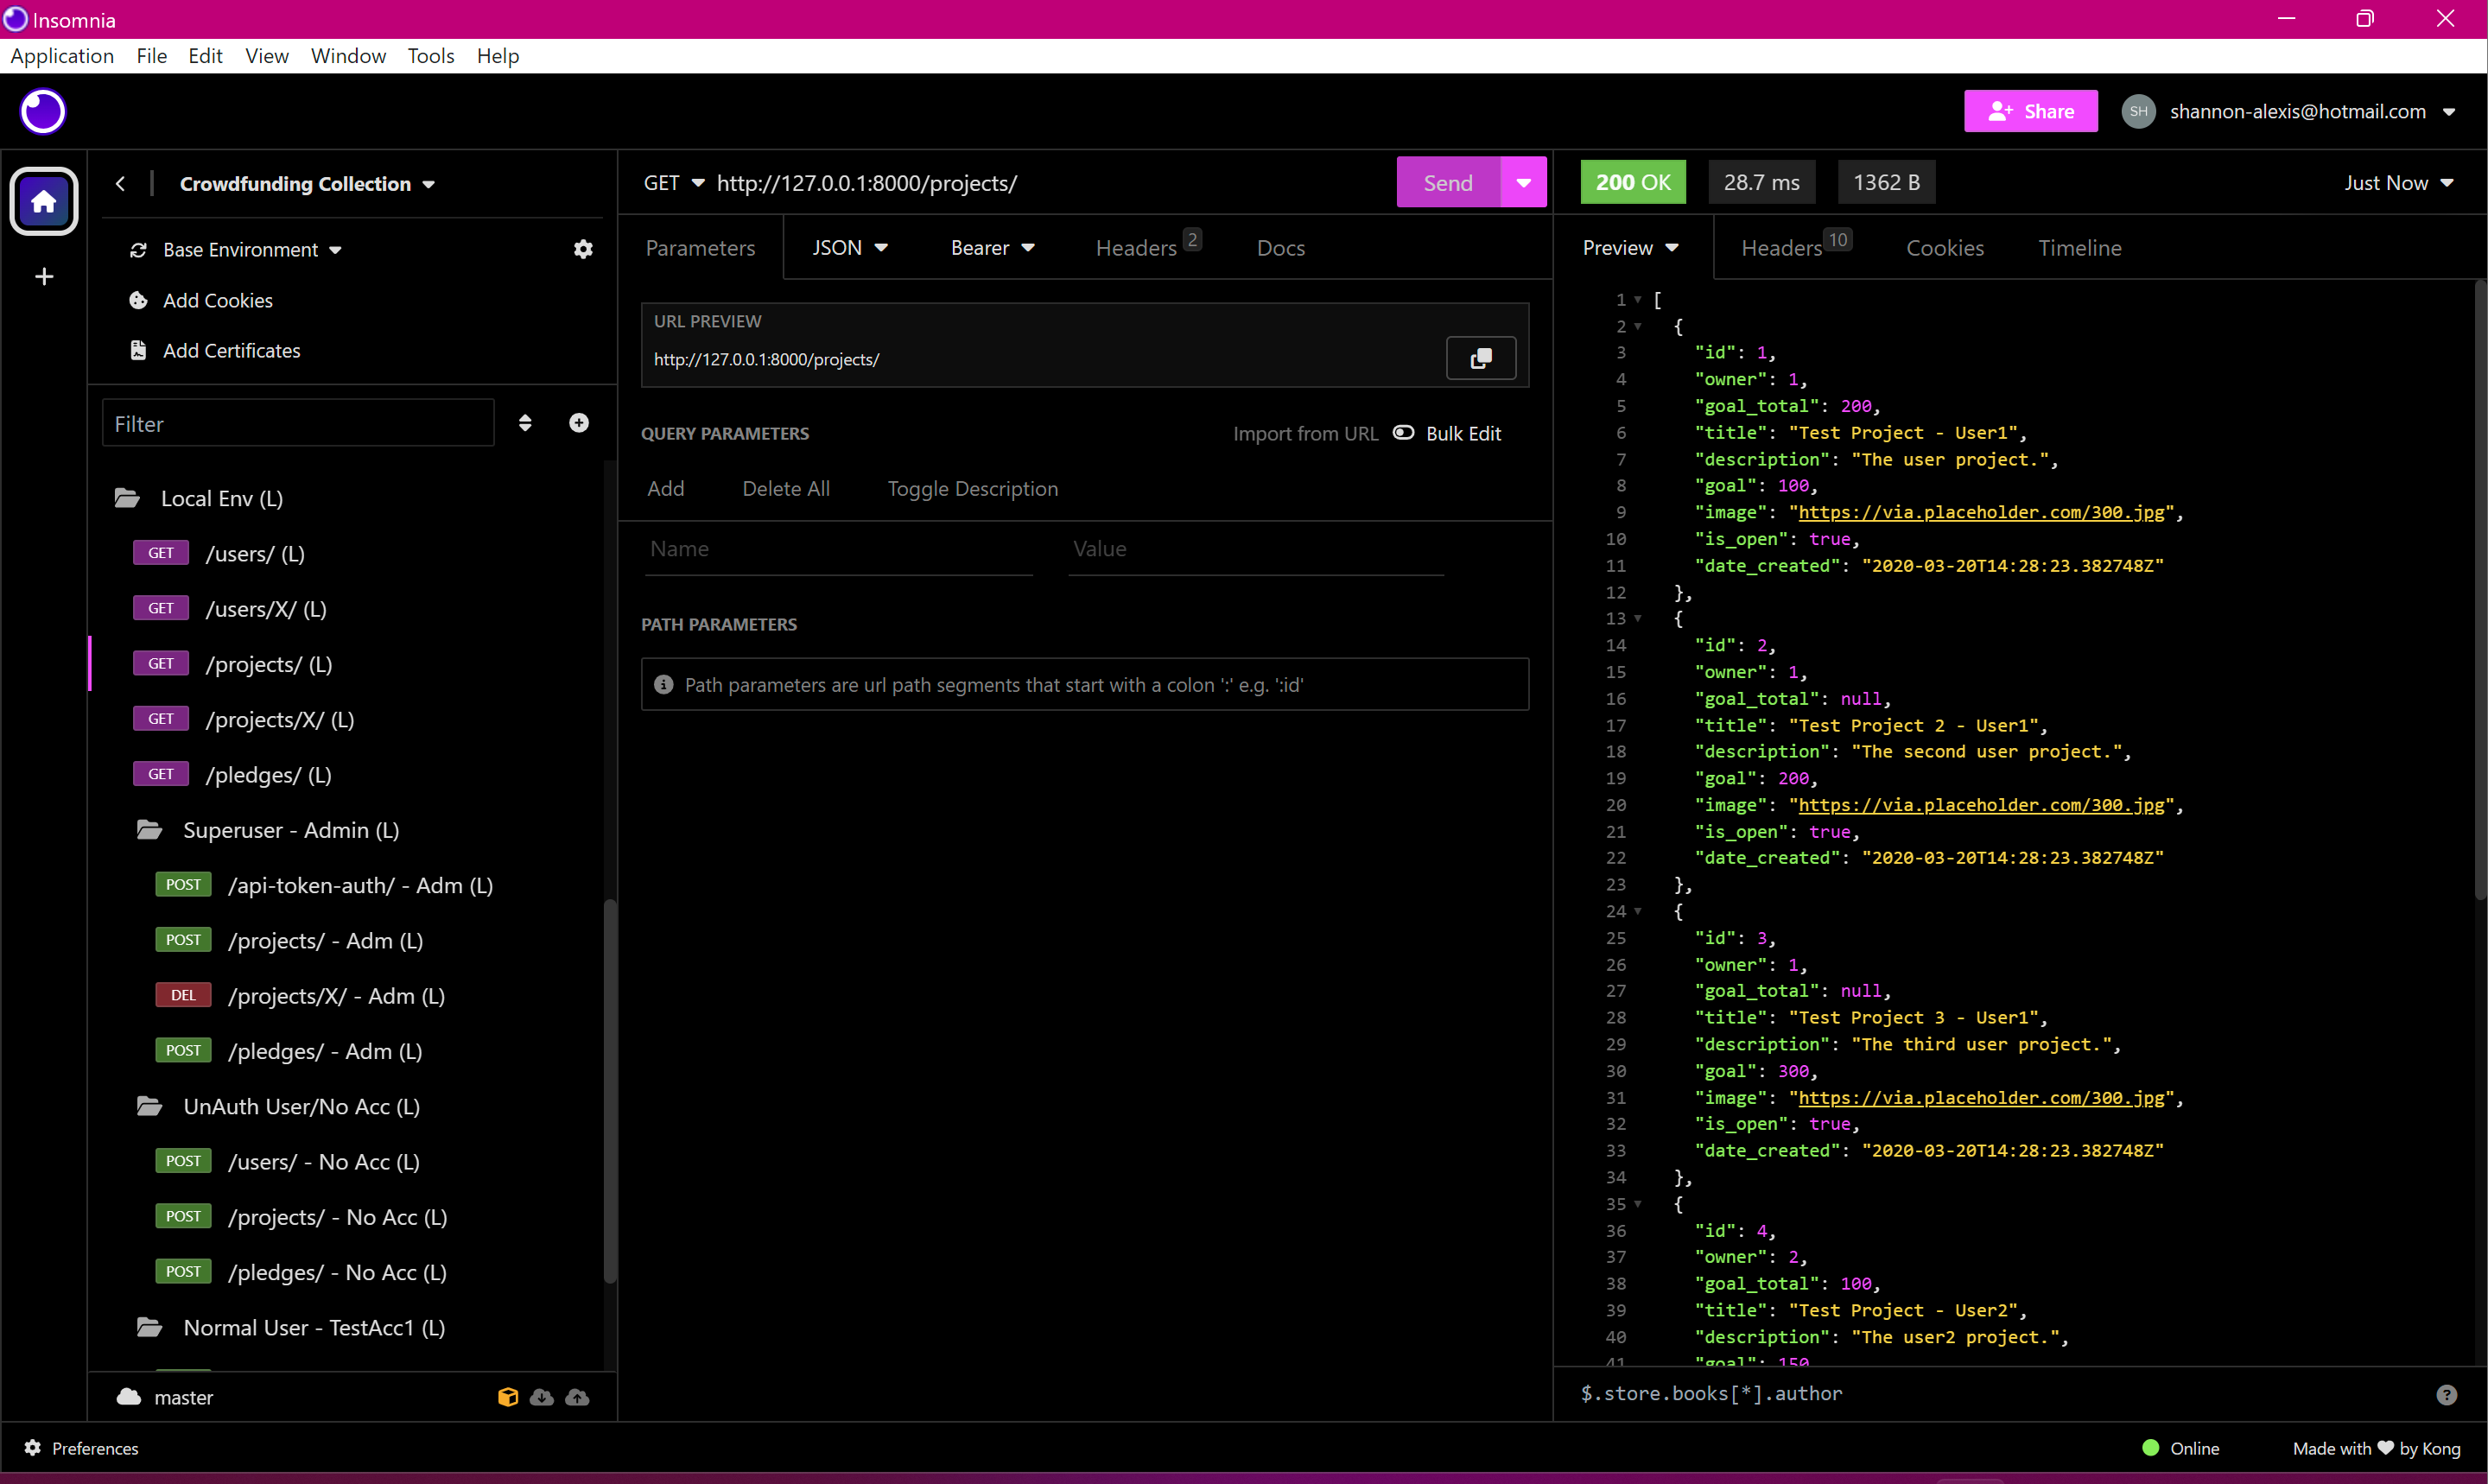 Insomnia
Application File Edit View Window Tools Help
Share SH shannon-alexis@hotmail.com
Crowdfunding Collection
Base Environment
Add Cookies
Add Certificates
Filter
Local Env (L)
GET /users/ (L)
GET /users/X/ (L)
GET /projects/ (L)
GET /projects/X/ (L)
GET /pledges/ (L)
Superuser - Admin (L)
POST /api-token-auth/ - Adm (L)
POST /projects/ - Adm (L)
DEL /projects/X/ - Adm (L)
POST /pledges/ - Adm (L)
UnAuth User/No Acc (L)
POST /users/ - No Acc (L)
POST /projects/ - No Acc (L)
POST /pledges/ - No Acc (L)
Normal User - TestAcc1 (L)
master
GET http://127.0.0.1:8000/projects/ Send
Parameters JSON Bearer Headers 2 Docs
URL PREVIEW
http://127.0.0.1:8000/projects/
QUERY PARAMETERS Import from URL Bulk Edit
Add Delete All Toggle Description
Name Value
PATH PARAMETERS
Path parameters are url path segments that start with a colon ':' e.g. ':id'
200 OK 28.7 ms 1362 B Just Now
Preview Headers 10 Cookies Timeline
1 [
2 {
3 "id": 1,
4 "owner": 1,
5 "goal_total": 200,
6 "title": "Test Project - User1",
7 "description": "The user project.",
8 "goal": 100,
9 "image": "https://via.placeholder.com/300.jpg",
10 "is_open": true,
11 "date_created": "2020-03-20T14:28:23.382748Z"
12 },
13 {
14 "id": 2,
15 "owner": 1,
16 "goal_total": null,
17 "title": "Test Project 2 - User1",
18 "description": "The second user project.",
19 "goal": 200,
20 "image": "https://via.placeholder.com/300.jpg",
21 "is_open": true,
22 "date_created": "2020-03-20T14:28:23.382748Z"
23 },
24 {
25 "id": 3,
26 "owner": 1,
27 "goal_total": null,
28 "title": "Test Project 3 - User1",
29 "description": "The third user project.",
30 "goal": 300,
31 "image": "https://via.placeholder.com/300.jpg",
32 "is_open": true,
33 "date_created": "2020-03-20T14:28:23.382748Z"
34 },
35 {
36 "id": 4,
37 "owner": 2,
38 "goal_total": 100,
39 "title": "Test Project - User2",
40 "description": "The user2 project.",
41 "goal": 150
$.store.books[*].author
Preferences Online Made with ❤ by Kong